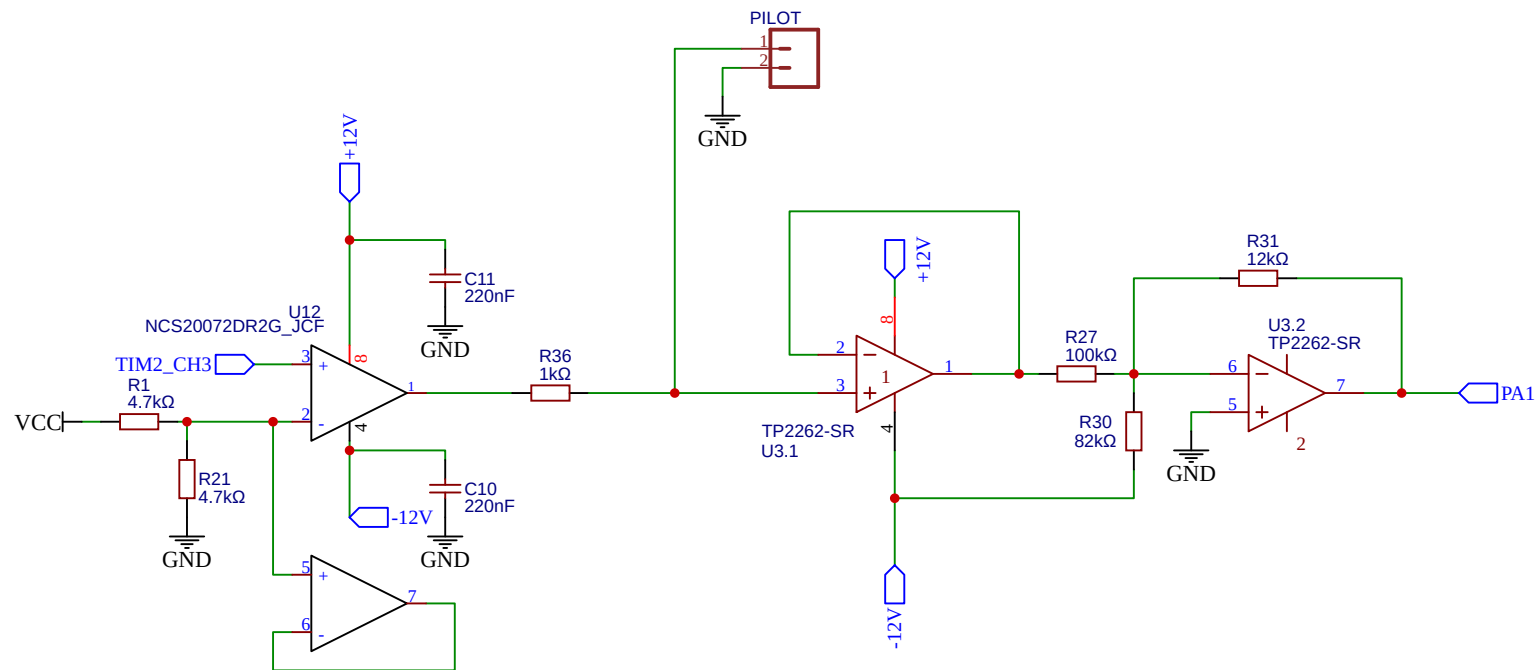 PILOT
1
2
GND
+12V
C11
220nF
GND
U12
NCS20072DR2G_JCF
TIM2_CH3
3
+
8
1
R1
4.7kΩ
VCC
2
-
4
R21
4.7kΩ
GND
-12V
C10
220nF
GND
5
+
7
6
-
R36
1kΩ
+12V
8
2
1
1
3
4
TP2262-SR
U3.1
-12V
R27
100kΩ
R30
82kΩ
R31
12kΩ
U3.2
TP2262-SR
6
7
5
2
GND
PA1